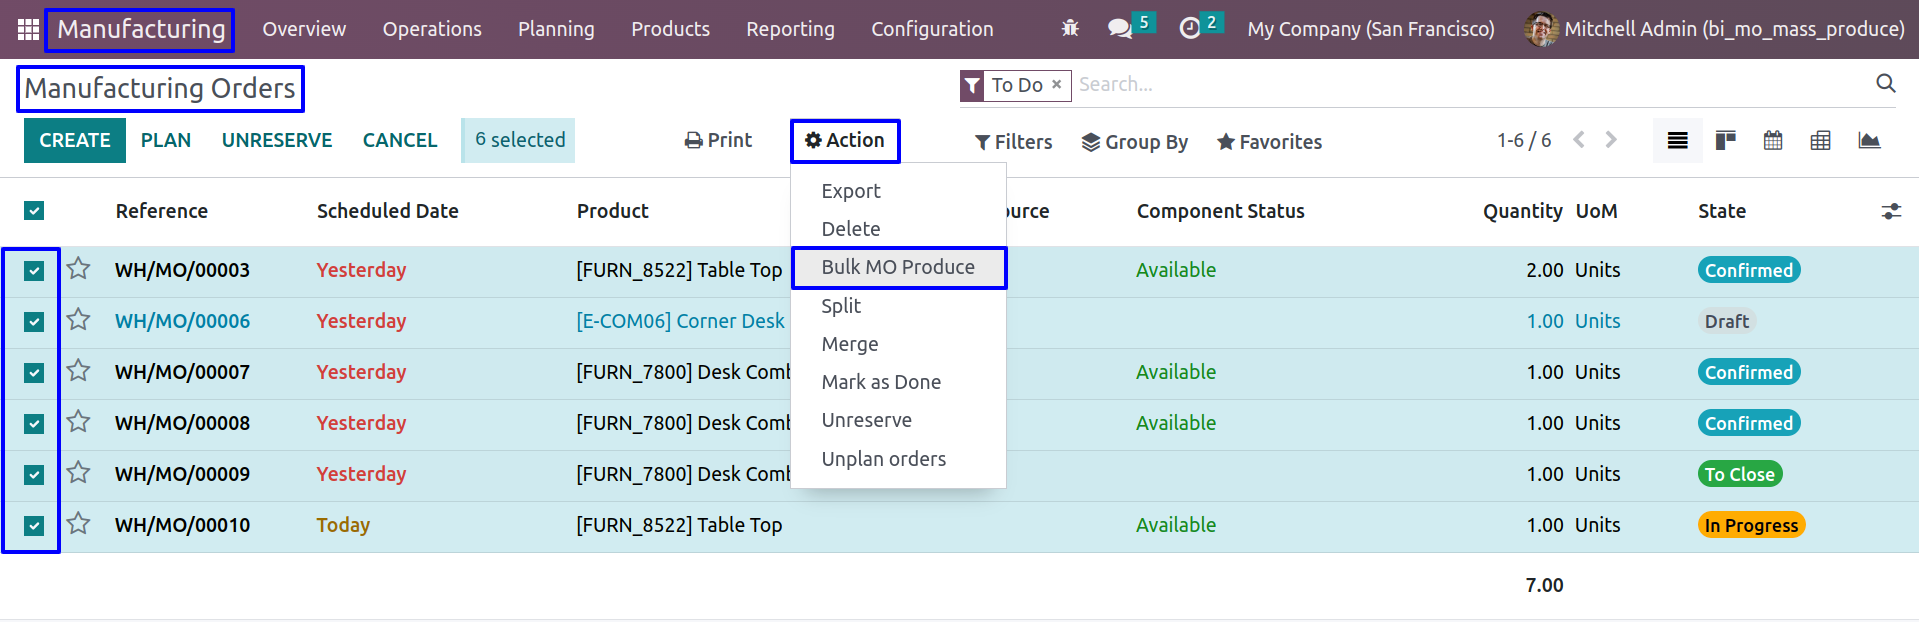 Manufacturing Overview Operations Planning Products Reporting Configuration 5 2 My Company (San Francisco) Mitchell Admin (bi_mo_mass_produce)
Manufacturing Orders To Do × Search...
CREATE PLAN UNRESERVE CANCEL 6 selected Print Action Filters Group By Favorites 1-6 / 6
Export
Delete
Bulk MO Produce
Split
Merge
Mark as Done
Unreserve
Unplan orders
Reference Scheduled Date Product ource Component Status Quantity UoM State
WH/MO/00003 Yesterday [FURN_8522] Table Top Available 2.00 Units Confirmed
WH/MO/00006 Yesterday [E-COM06] Corner Desk 1.00 Units Draft
WH/MO/00007 Yesterday [FURN_7800] Desk Comb Available 1.00 Units Confirmed
WH/MO/00008 Yesterday [FURN_7800] Desk Comb Available 1.00 Units Confirmed
WH/MO/00009 Yesterday [FURN_7800] Desk Comb 1.00 Units To Close
WH/MO/00010 Today [FURN_8522] Table Top Available 1.00 Units In Progress
7.00